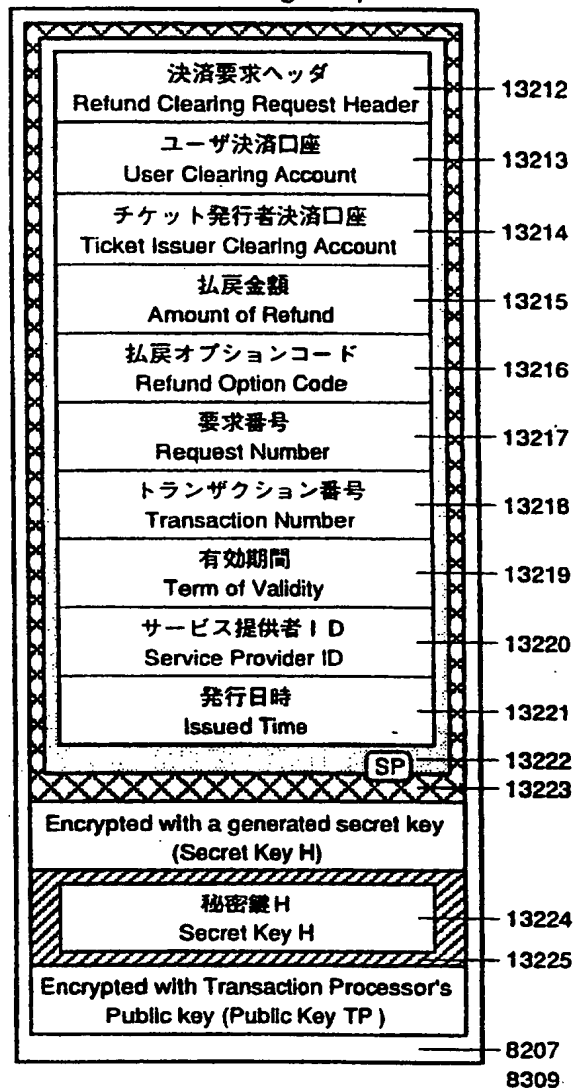 決済要求ヘッダ
Refund Clearing Request Header
13212
ユーザ決済口座
User Clearing Account
13213
チケット発行者決済口座
Ticket Issuer Clearing Account
13214
払戻金額
Amount of Refund
13215
払戻オプションコード
Refund Option Code
13216
要求番号
Request Number
13217
トランザクション番号
Transaction Number
13218
有効期間
Term of Validity
13219
サービス提供者ID
Service Provider ID
13220
発行日時
Issued Time
13221
SP
13222
13223
Encrypted with a generated secret key
(Secret Key H)
秘密鍵H
Secret Key H
13224
13225
Encrypted with Transaction Processor's
Public key (Public Key TP)
8207
8309